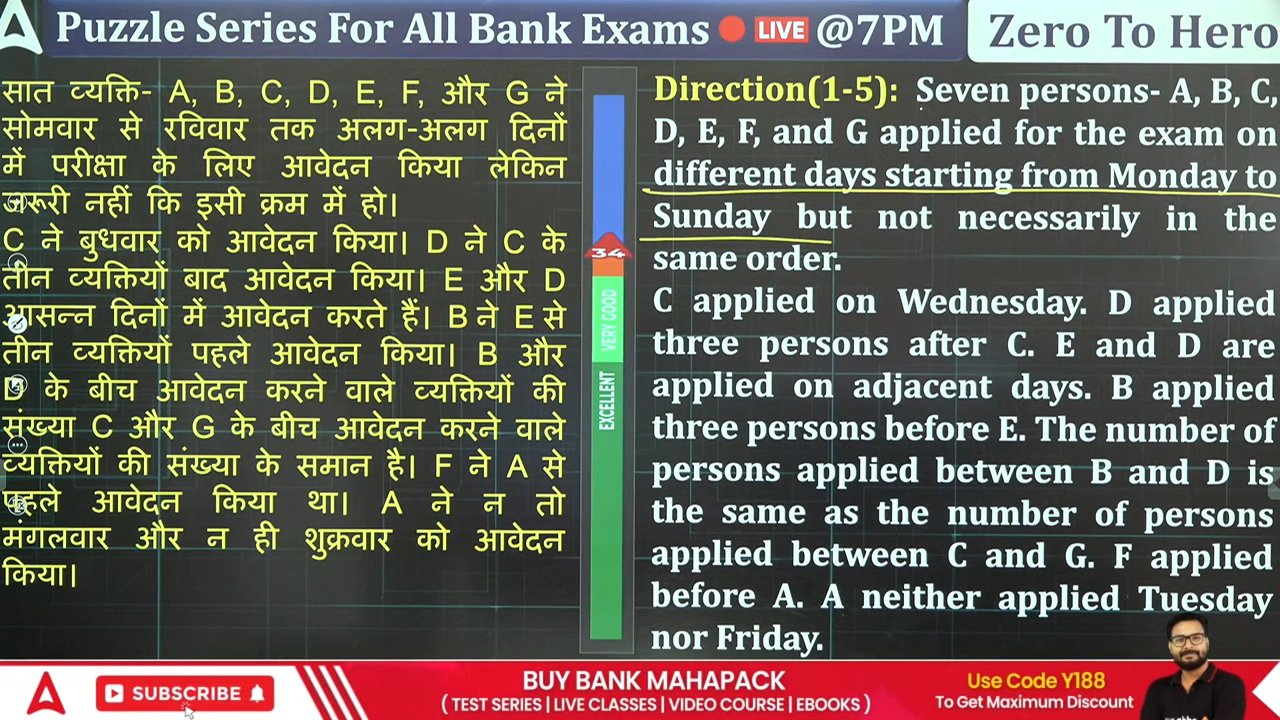 Puzzle Series For All Bank Exams LIVE @7PM
Zero To Hero
सात व्यक्ति- A, B, C, D, E, F, और G ने
सोमवार से रविवार तक अलग-अलग दिनों
में परीक्षा के लिए आवेदन किया लेकिन
जरूरी नहीं कि इसी क्रम में हो।
C ने बुधवार को आवेदन किया। D ने C के
तीन व्यक्तियों बाद आवेदन किया। E और D
आसन्न दिनों में आवेदन करते हैं। B ने E से
तीन व्यक्तियों पहले आवेदन किया। B और
D के बीच आवेदन करने वाले व्यक्तियों की
संख्या C और G के बीच आवेदन करने वाले
व्यक्तियों की संख्या के समान है। F ने A से
पहले आवेदन किया था। A ने न तो
मंगलवार और न ही शुक्रवार को आवेदन
किया।
34
VERY GOOD
EXCELLENT
Direction(1-5): Seven persons- A, B, C,
D, E, F, and G applied for the exam on
different days starting from Monday to
Sunday but not necessarily in the
same order.
C applied on Wednesday. D applied
three persons after C. E and D are
applied on adjacent days. B applied
three persons before E. The number of
persons applied between B and D is
the same as the number of persons
applied between C and G. F applied
before A. A neither applied Tuesday
nor Friday.
SUBSCRIBE
BUY BANK MAHAPACK
( TEST SERIES | LIVE CLASSES | VIDEO COURSE | EBOOKS )
Use Code Y188
To Get Maximum Discount